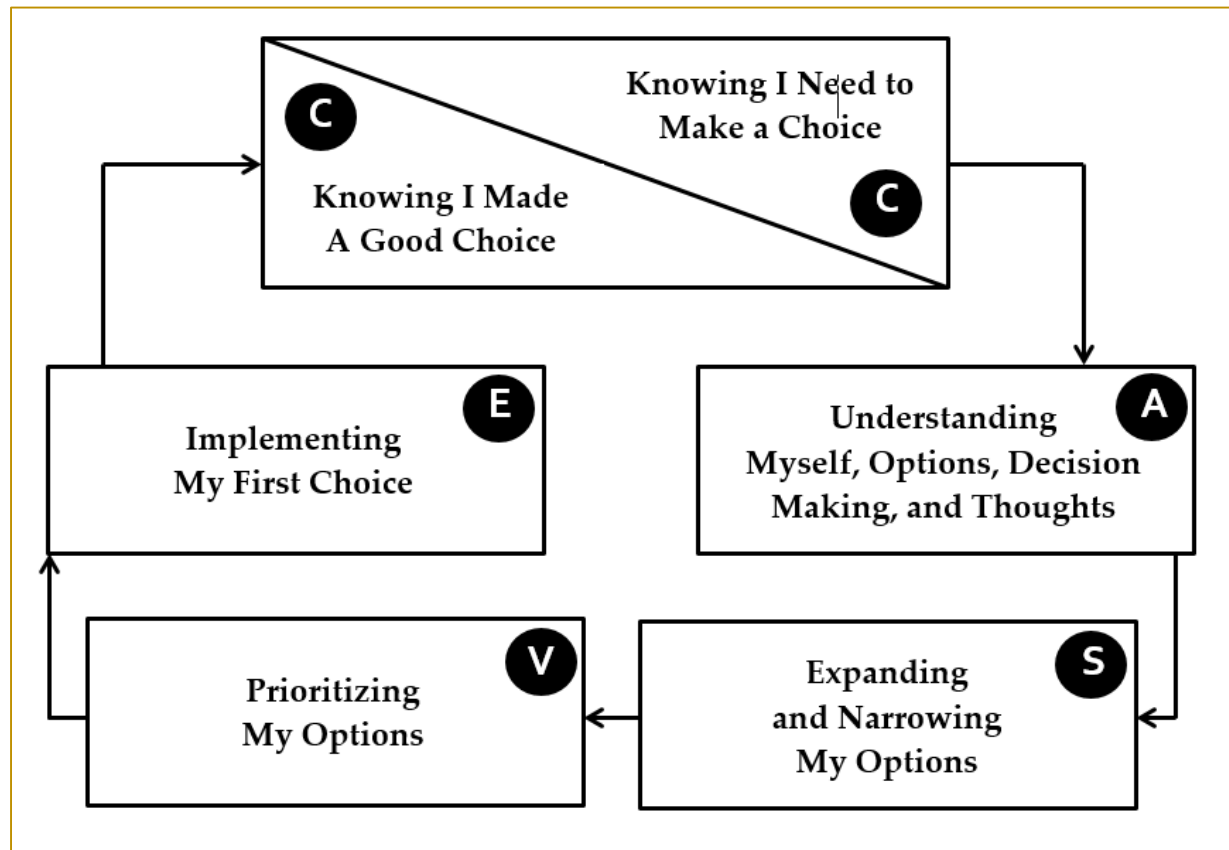 Knowing I Need to
Make a Choice
C
C
Knowing I Made
A Good Choice
E
Implementing
My First Choice
A
Understanding
Myself, Options, Decision
Making, and Thoughts
V
Prioritizing
My Options
S
Expanding
and Narrowing
My Options